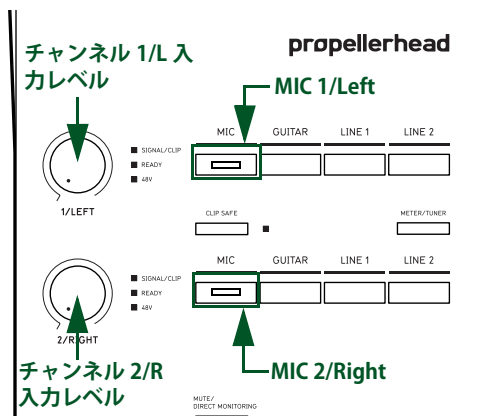 propellerhead
チャンネル 1/L 入
力レベル
MIC 1/Left
MIC GUITAR LINE 1 LINE 2
SIGNAL/CLIP
READY
48V
1/LEFT
CLIP SAFE METER/TUNER
MIC GUITAR LINE 1 LINE 2
SIGNAL/CLIP
READY
48V
2/RIGHT
チャンネル 2/R
入力レベル
MIC 2/Right
MUTE/
DIRECT MONITORING